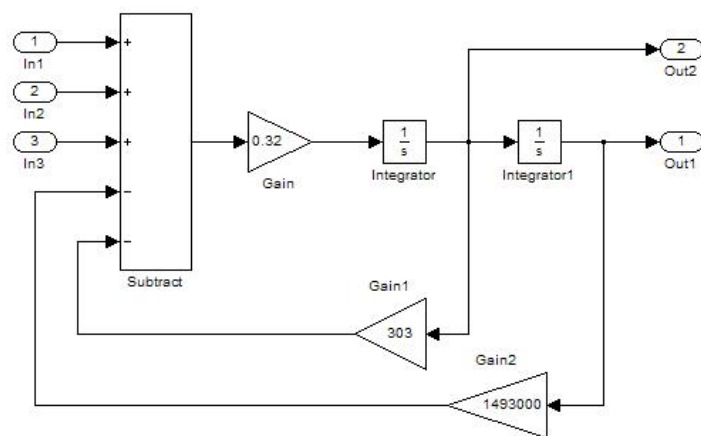 1
In1
2
In2
3
In3
+
+
+
−
−
Subtract
0.32
Gain
1
s
Integrator
1
s
Integrator1
2
Out2
1
Out1
Gain1
303
Gain2
1493000